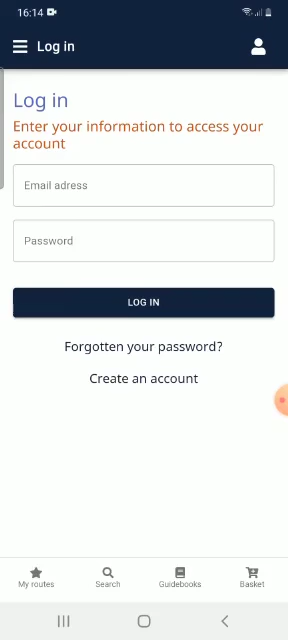 16:14
Log in
Log in
Enter your information to access your
account
Email adress
Password
LOG IN
Forgotten your password?
Create an account
My routes
Search
Guidebooks
Basket